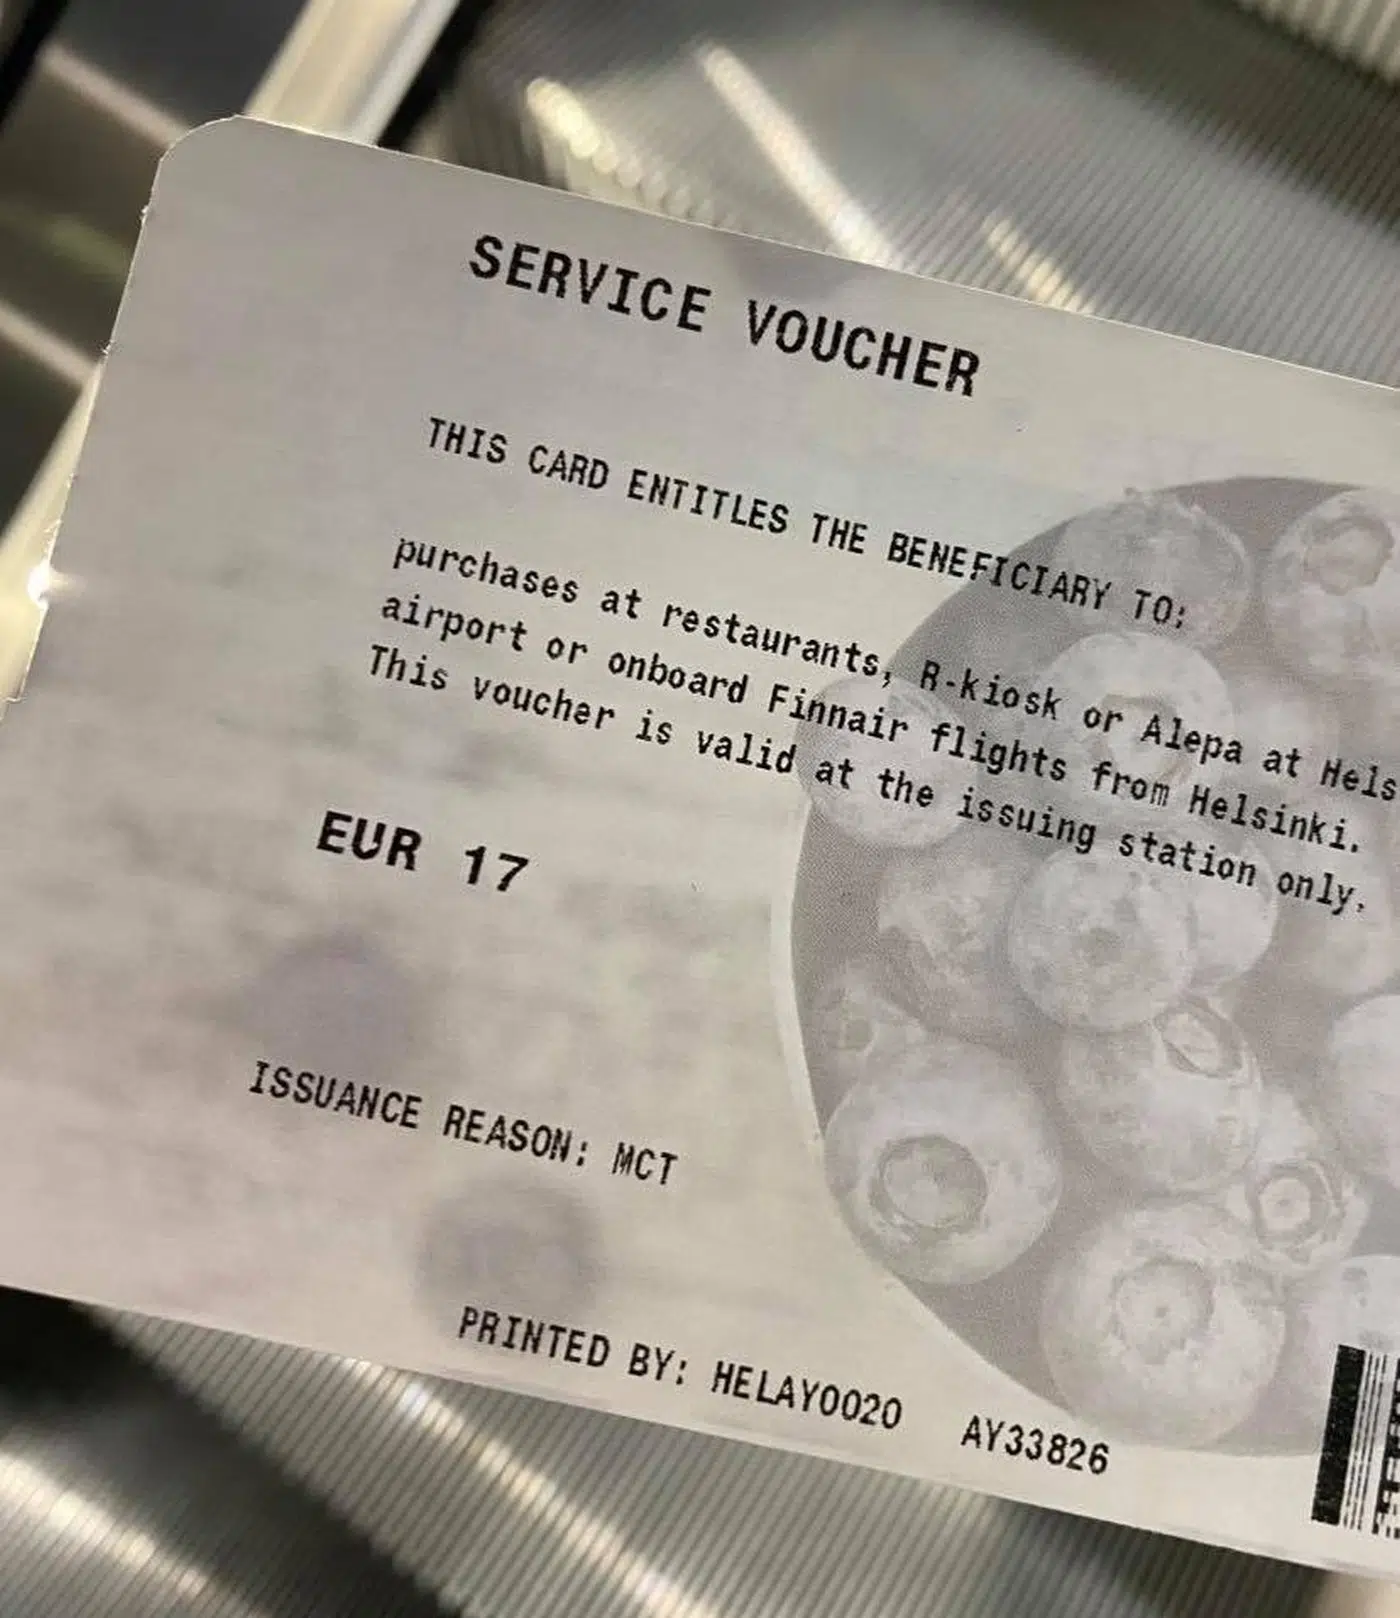 SERVICE VOUCHER
THIS CARD ENTITLES THE BENEFICIARY TO:
purchases at restaurants, R-kiosk or Alepa at Hels
airport or onboard Finnair flights from Helsinki.
This voucher is valid at the issuing station only.
EUR 17
ISSUANCE REASON: MCT
PRINTED BY: HELAY0020 AY33826